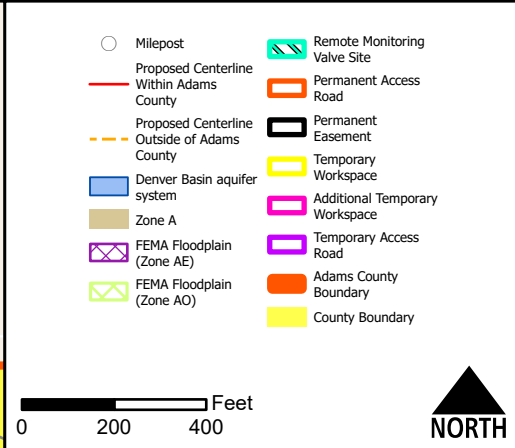 Milepost
Proposed Centerline
Within Adams
County
Proposed Centerline
Outside of Adams
County
Denver Basin aquifer
system
Zone A
FEMA Floodplain
(Zone AE)
FEMA Floodplain
(Zone AO)
Remote Monitoring
Valve Site
Permanent Access
Road
Permanent
Easement
Temporary
Workspace
Additional Temporary
Workspace
Temporary Access
Road
Adams County
Boundary
County Boundary
Feet
0 200 400
NORTH